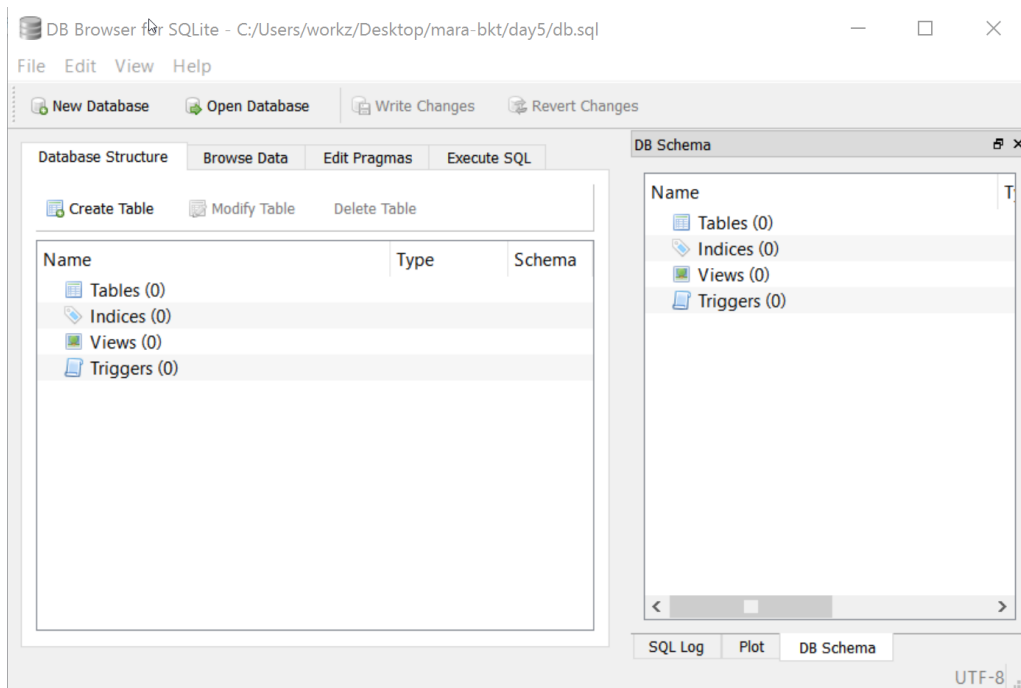 DB Browser for SQLite - C:/Users/workz/Desktop/mara-bkt/day5/db.sql
File Edit View Help
New Database Open Database Write Changes Revert Changes
Database Structure Browse Data Edit Pragmas Execute SQL
Create Table Modify Table Delete Table
Name Type Schema
Tables (0)
Indices (0)
Views (0)
Triggers (0)
DB Schema
Name T
Tables (0)
Indices (0)
Views (0)
Triggers (0)
SQL Log Plot DB Schema
UTF-8